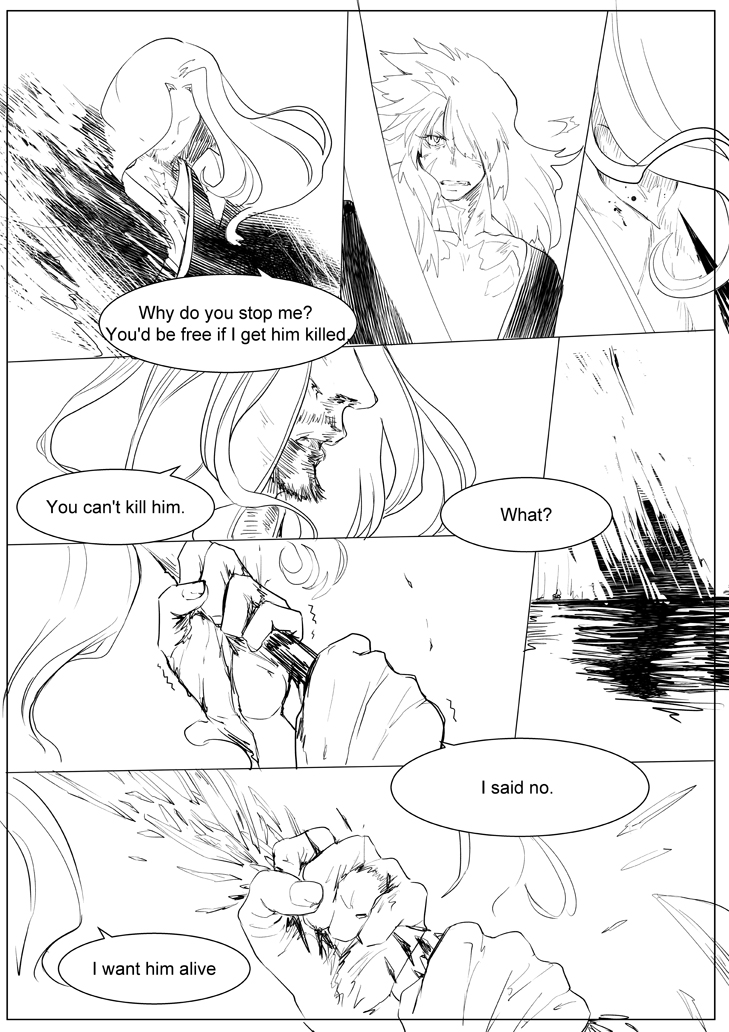 Why do you stop me?
You'd be free if I get him killed.
You can't kill him.
What?
I said no.
I want him alive